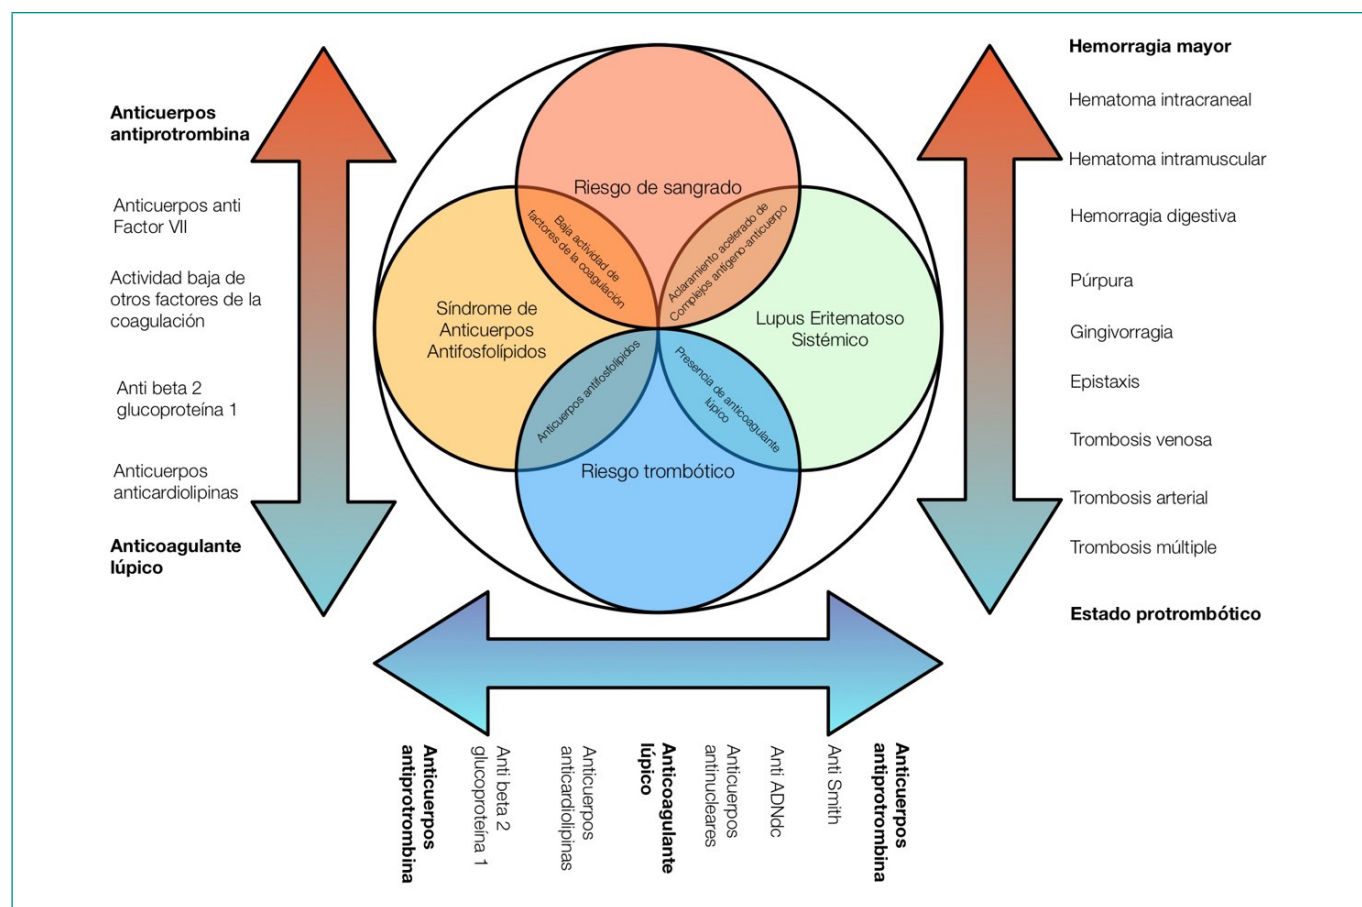 Anticuerpos
antiprotrombina
Anticuerpos anti
Factor VII
Actividad baja de
otros factores de la
coagulación
Anti beta 2
glucoproteína 1
Anticuerpos
anticardiolipinas
Anticoagulante
lúpico
Riesgo de sangrado
Baja actividad de
factores de la coagulación
Aclaramiento acelerado de
Complejos antígeno-anticuerpo
Síndrome de
Anticuerpos
Antifosfolípidos
Lupus Eritematoso
Sistémico
Anticuerpos antifosfolípidos
Presencia de anticoagulante
lúpico
Riesgo trombótico
Hemorragia mayor
Hematoma intracraneal
Hematoma intramuscular
Hemorragia digestiva
Púrpura
Gingivorragia
Epistaxis
Trombosis venosa
Trombosis arterial
Trombosis múltiple
Estado protrombótico
Anticuerpos
antiprotrombina
Anti beta 2
glucoproteína 1
Anticuerpos
anticardiolipinas
Anticoagulante
lúpico
Anticuerpos
antinucleares
Anti ADNdc
Anti Smith
Anticuerpos
antiprotrombina